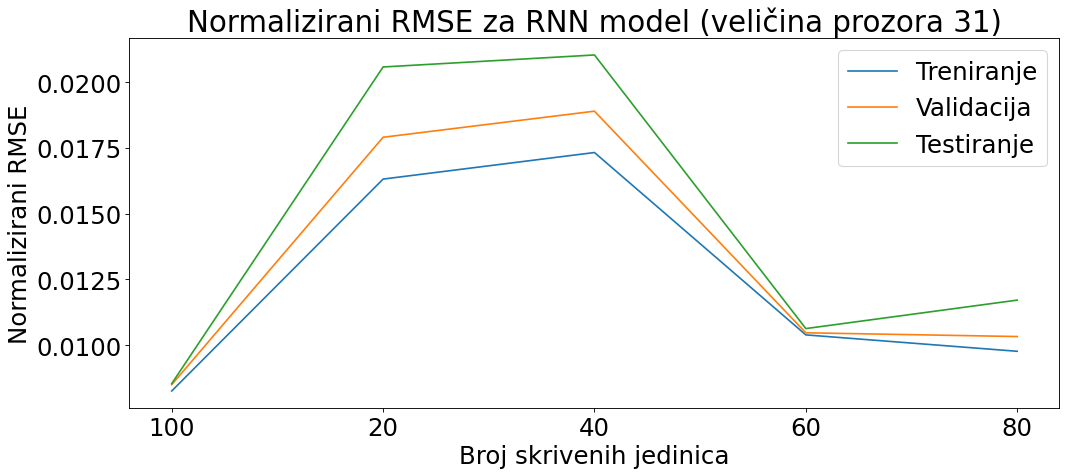 Normalizirani RMSE za RNN model (veličina prozora 31)
Treniranje
Validacija
Testiranje
Normalizirani RMSE
0.0200
0.0175
0.0150
0.0125
0.0100
100 20 40 60 80
Broj skrivenih jedinica